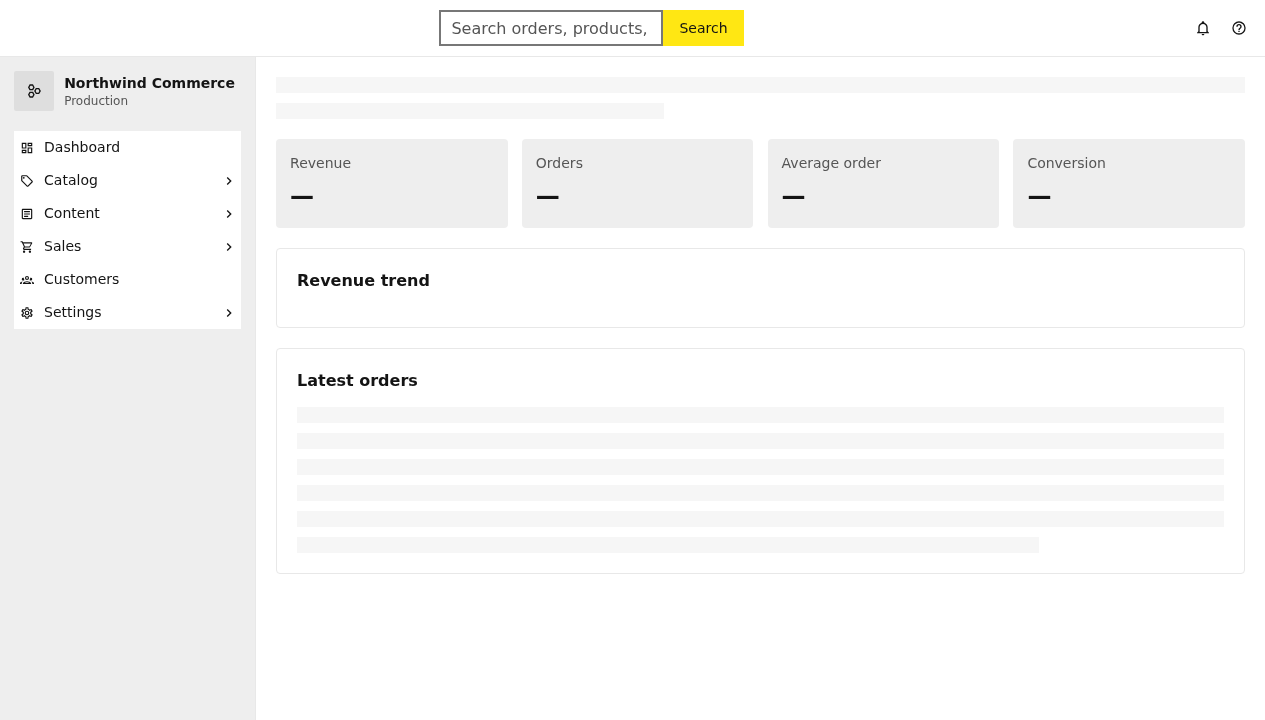 Search orders, products,
Search
Northwind Commerce
Production
Dashboard
Catalog
Content
Sales
Customers
Settings
Revenue
—
Orders
—
Average order
—
Conversion
—
Revenue trend
Latest orders